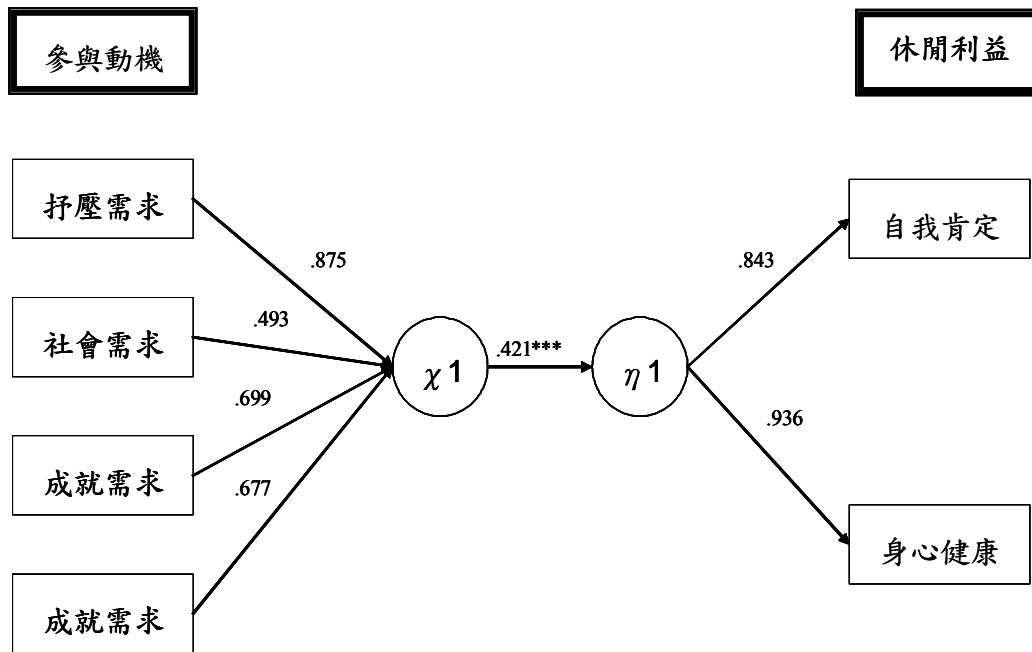 參與動機
休閒利益
抒壓需求
自我肯定
.875
.843
社會需求
.493
.421***
χ1
η1
.699
.936
成就需求
.677
身心健康
成就需求